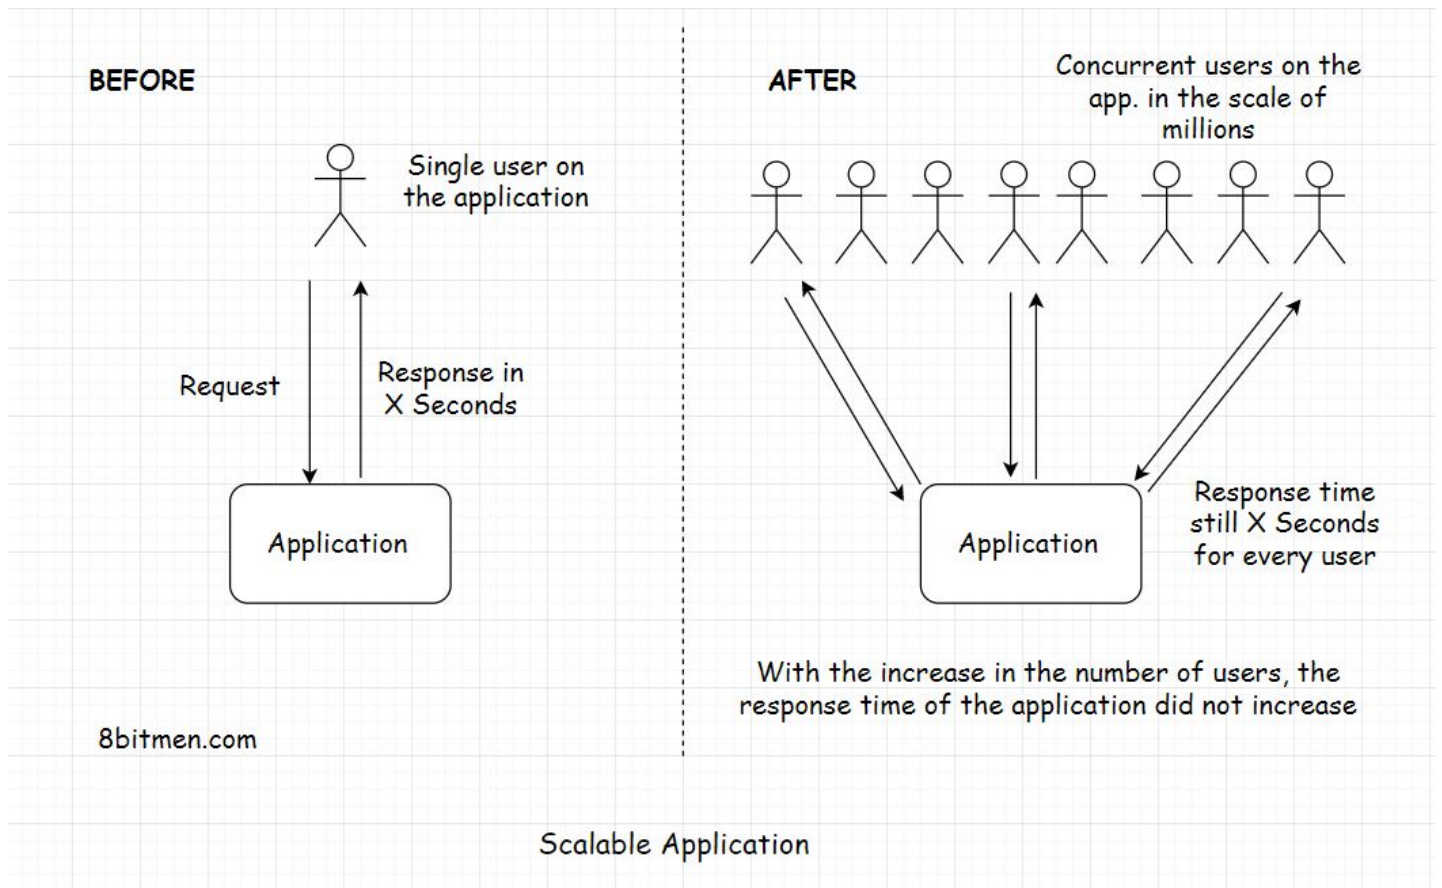 BEFORE
Single user on
the application
Request
Response in
X Seconds
Application
8bitmen.com
AFTER
Concurrent users on the
app. in the scale of
millions
Application
Response time
still X Seconds
for every user
With the increase in the number of users, the
response time of the application did not increase
Scalable Application